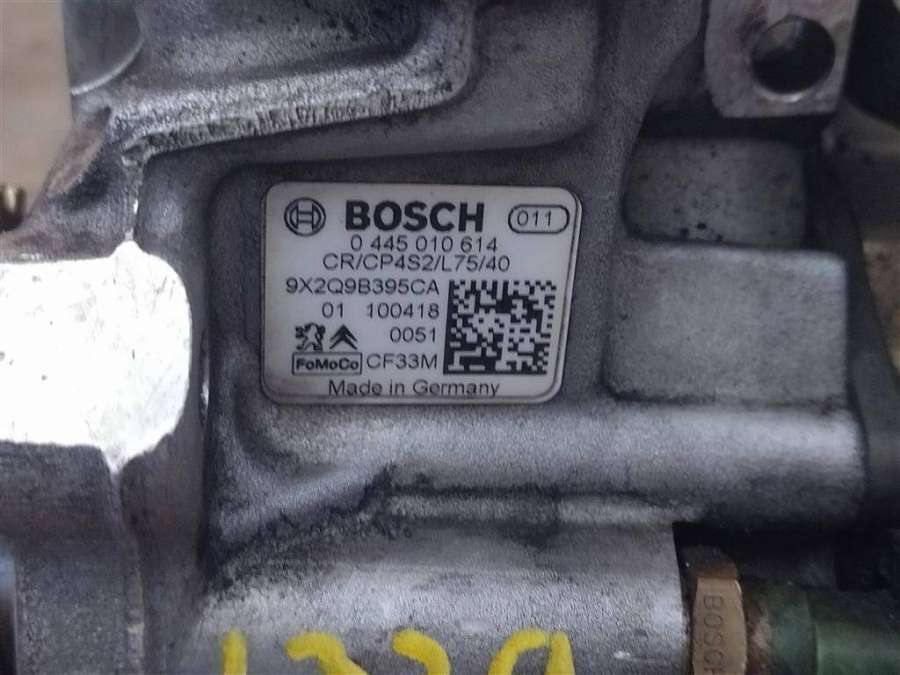 BOSCH 011
0 445 010 614
CR/CP4S2/L75/40
9X2Q9B395CA
01 100418
0051
FoMoCo CF33M
Made in Germany
BOSCH